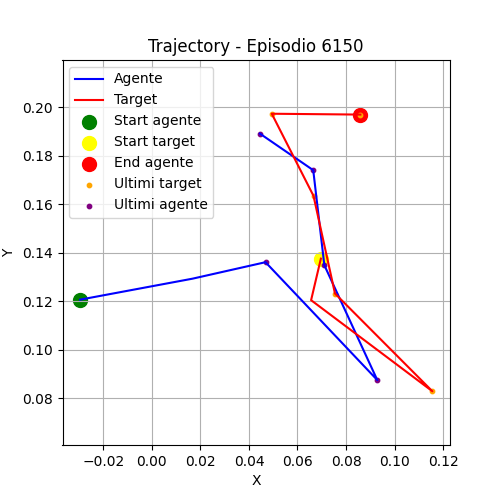 Trajectory - Episodio 6150
Agente
Target
Start agente
Start target
End agente
Ultimi target
Ultimi agente
Y
0.20
0.18
0.16
0.14
0.12
0.10
0.08
−0.02 0.00 0.02 0.04 0.06 0.08 0.10 0.12
X